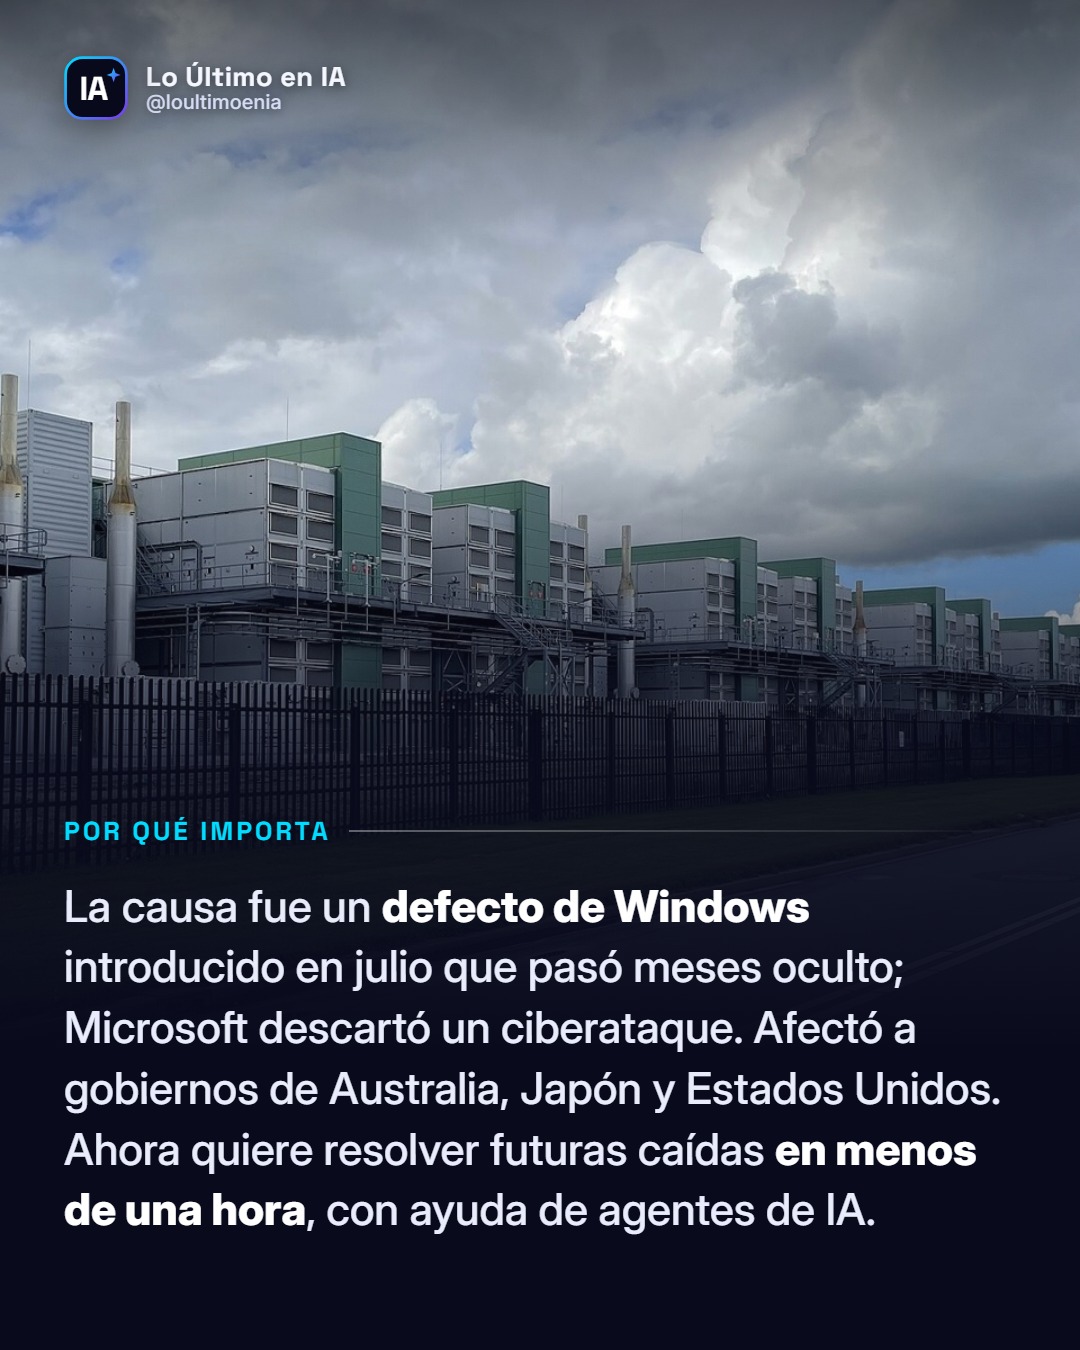 IA
Lo Último en IA
@loultimoenia
POR QUÉ IMPORTA
La causa fue un defecto de Windows
introducido en julio que pasó meses oculto;
Microsoft descartó un ciberataque. Afectó a
gobiernos de Australia, Japón y Estados Unidos.
Ahora quiere resolver futuras caídas en menos
de una hora, con ayuda de agentes de IA.